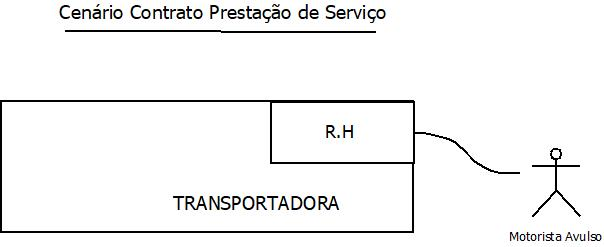 Cenário Contrato Prestação de Serviço
R.H
TRANSPORTADORA
Motorista Avulso